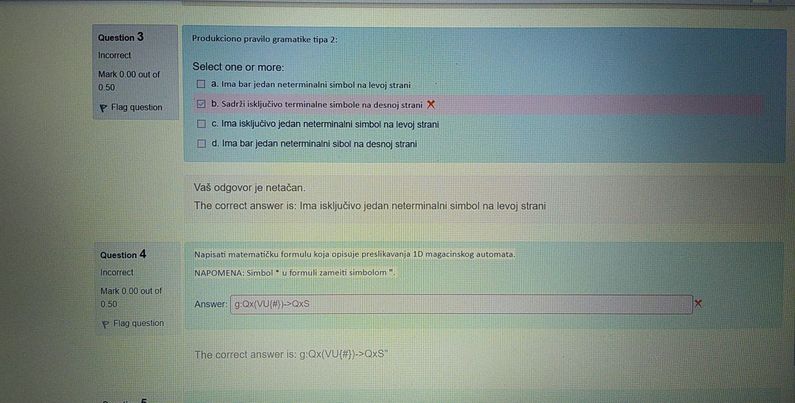 Question 3
Incorrect
Mark 0.00 out of
0.50
Flag question
Produkciono pravilo gramatike tipa 2:
Select one or more:
a. Ima bar jedan neterminalni simbol na levoj strani
b. Sadrži isključivo terminalne simbole na desnoj strani
c. Ima isključivo jedan neterminalni simbol na levoj strani
d. Ima bar jedan neterminalni sibol na desnoj strani
Vaš odgovor je netačan.
The correct answer is: Ima isključivo jedan neterminalni simbol na levoj strani
Question 4
Incorrect
Mark 0.00 out of
0.50
Flag question
Napisati matematičku formulu koja opisuje preslikavanja 1D magacinskog automata.
NAPOMENA: Simbol * u formuli zameiti simbolom ".
Answer: g:Qx(VU{#})->QxS
The correct answer is: g:Qx(VU{#})->QxS"